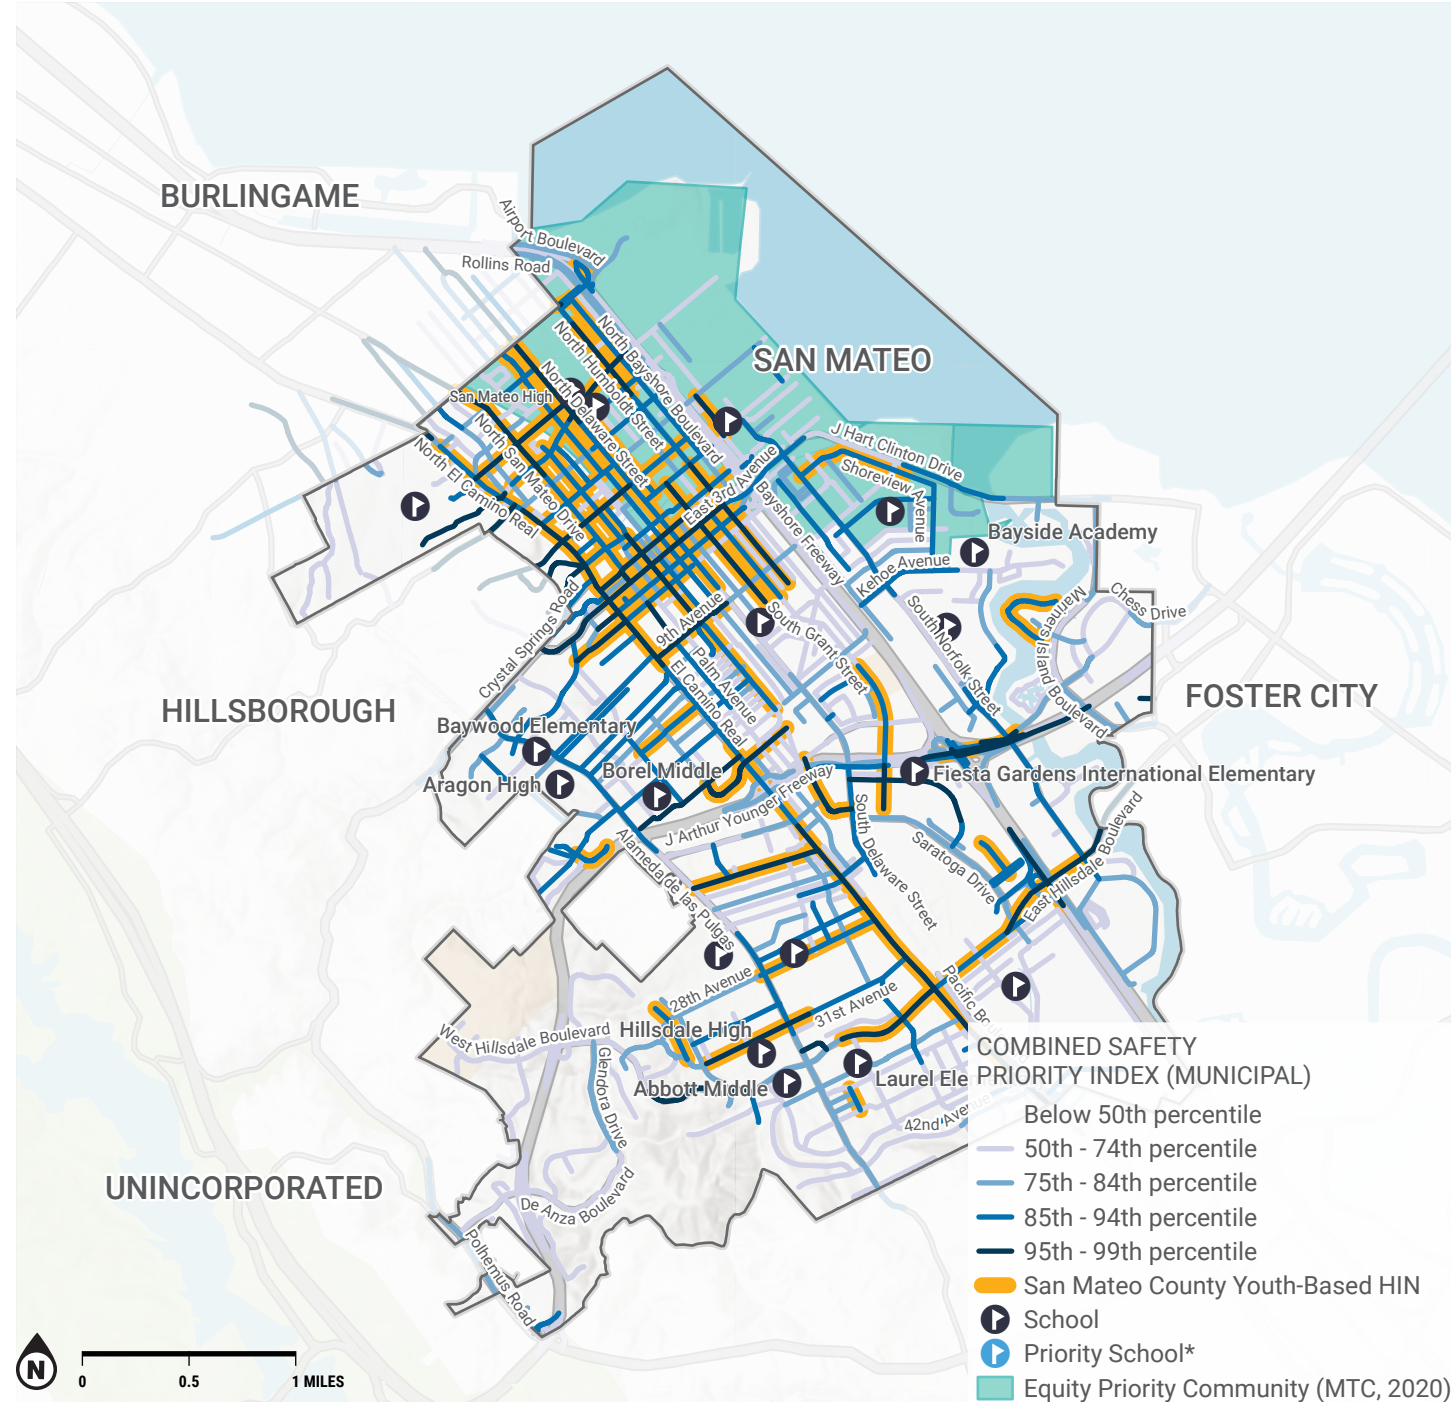 BURLINGAME
Airport Boulevard
Rollins Road
SAN MATEO
North Bayshore Boulevard
North Humboldt Street
San Mateo High
North Delaware Street
North San Mateo Drive
North El Camino Real
East 3rd Avenue
J Hart Clinton Drive
Shoreview Avenue
Bayshore Freeway
Bayside Academy
Kehoe Avenue
Chess Drive
Mariners Island Boulevard
South Norfolk Street
Crystal Springs Road
9th Avenue
South Grant Street
Palm Avenue
El Camino Real
HILLSBOROUGH
FOSTER CITY
Baywood Elementary
Aragon High
Borel Middle
Fiesta Gardens International Elementary
J Arthur Younger Freeway
South Delaware Street
Saratoga Drive
East Hillsdale Boulevard
Alameda de las Pulgas
28th Avenue
31st Avenue
Pacific Bou
West Hillsdale Boulevard
Hillsdale High
Glendora Drive
Abbott Middle
Laurel Eleme
42nd Avenue
UNINCORPORATED
De Anza Boulevard
Polhemus Road
COMBINED SAFETY
PRIORITY INDEX (MUNICIPAL)
Below 50th percentile
50th - 74th percentile
75th - 84th percentile
85th - 94th percentile
95th - 99th percentile
San Mateo County Youth-Based HIN
School
Priority School*
Equity Priority Community (MTC, 2020)
N
0 0.5 1 MILES